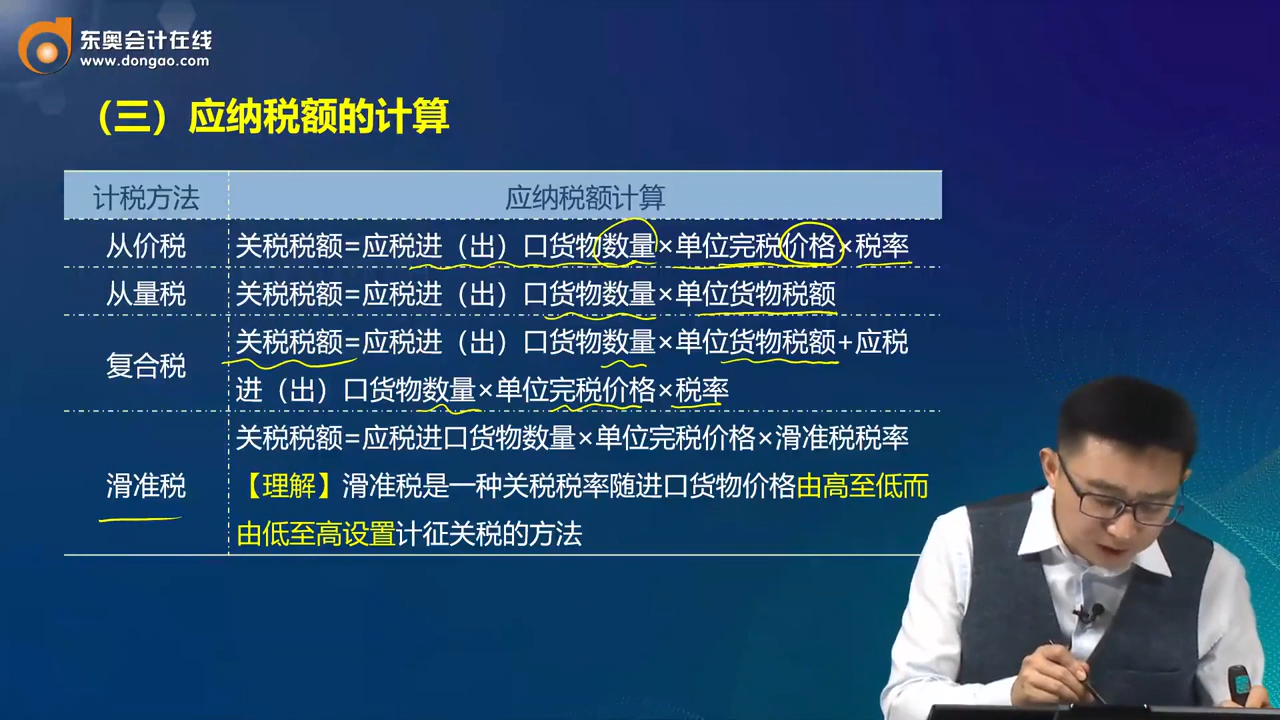 东奥会计在线
www.dongao.com
（三）应纳税额的计算
计税方法
应纳税额计算
从价税
关税税额=应税进（出）口货物数量×单位完税价格×税率
从量税
关税税额=应税进（出）口货物数量×单位货物税额
复合税
关税税额=应税进（出）口货物数量×单位货物税额+应税
进（出）口货物数量×单位完税价格×税率
滑准税
关税税额=应税进口货物数量×单位完税价格×滑准税税率
【理解】滑准税是一种关税税率随进口货物价格由高至低而
由低至高设置计征关税的方法